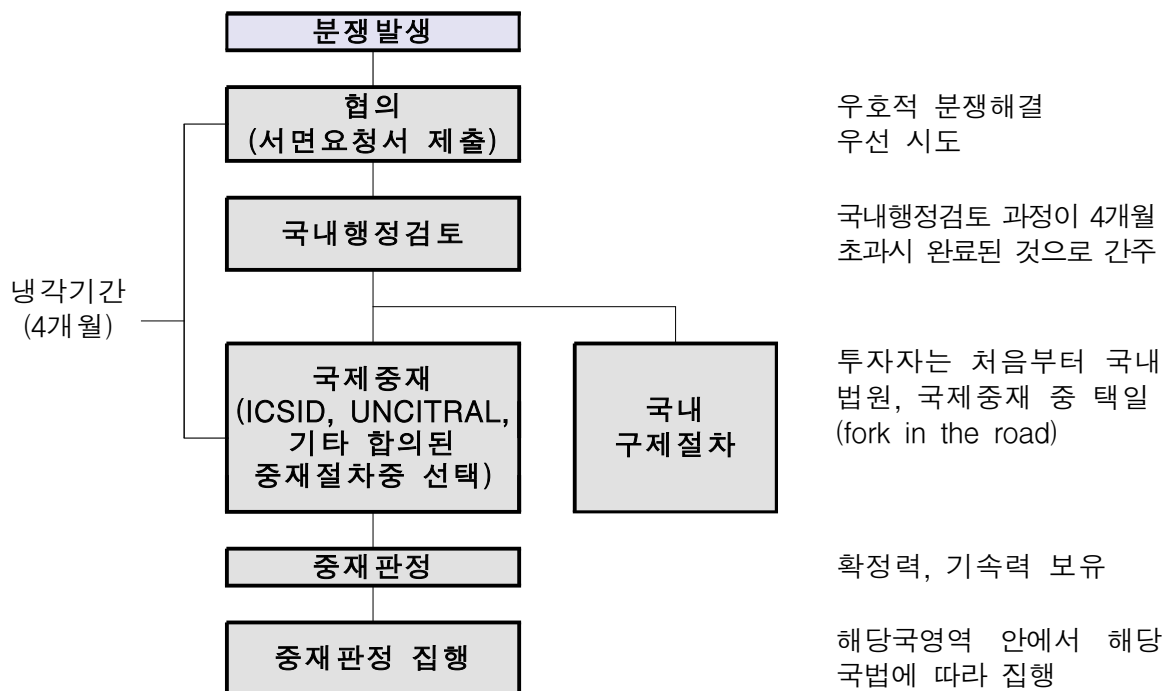 분쟁발생
협의
(서면요청서 제출)
우호적 분쟁해결
우선 시도
국내행정검토
국내행정검토 과정이 4개월
초과시 완료된 것으로 간주
냉각기간
(4개월)
국제중재
(ICSID, UNCITRAL,
기타 합의된
중재절차중 선택)
국내
구제절차
투자자는 처음부터 국내
법원, 국제중재 중 택일
(fork in the road)
중재판정
확정력, 기속력 보유
중재판정 집행
해당국영역 안에서 해당
국법에 따라 집행